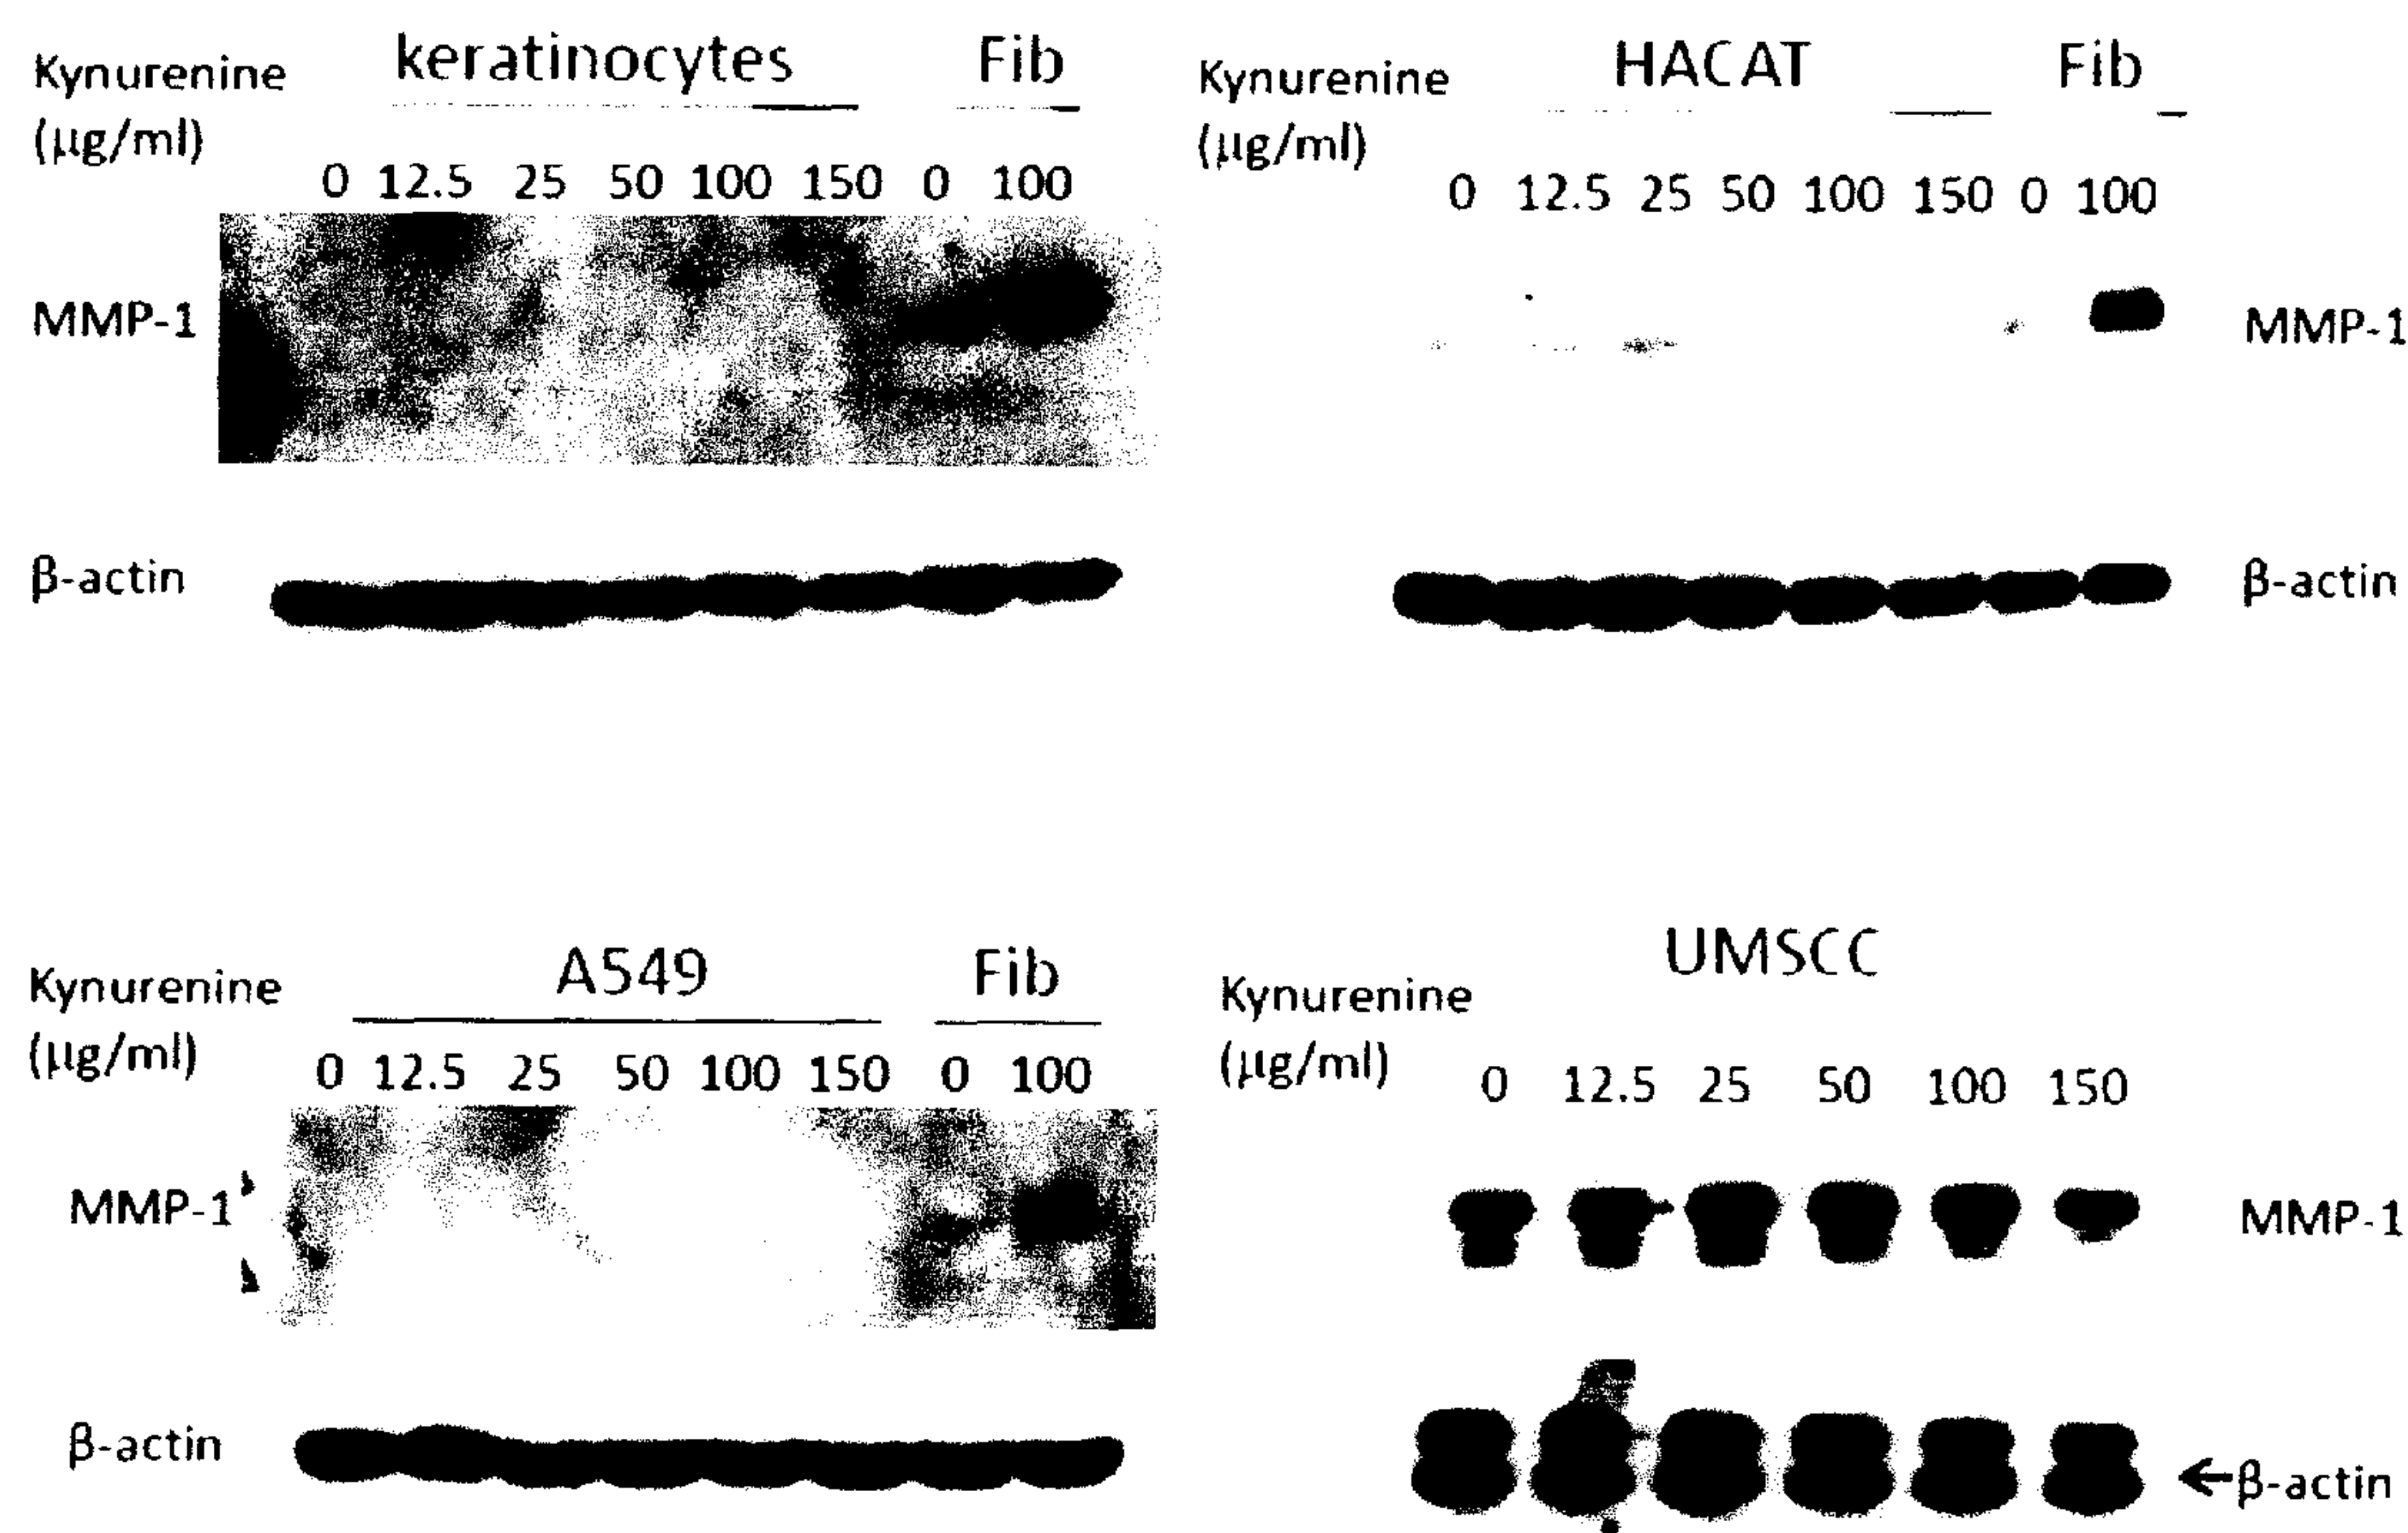 Kynurenine
(µg/ml)
keratinocytes Fib
0 12.5 25 50 100 150 0 100
MMP-1
β-actin
Kynurenine
(µg/ml)
HACAT Fib
0 12.5 25 50 100 150 0 100
MMP-1
β-actin
Kynurenine
(µg/ml)
A549 Fib
0 12.5 25 50 100 150 0 100
MMP-1
β-actin
Kynurenine
(µg/ml)
UMSCC
0 12.5 25 50 100 150
MMP-1
←β-actin